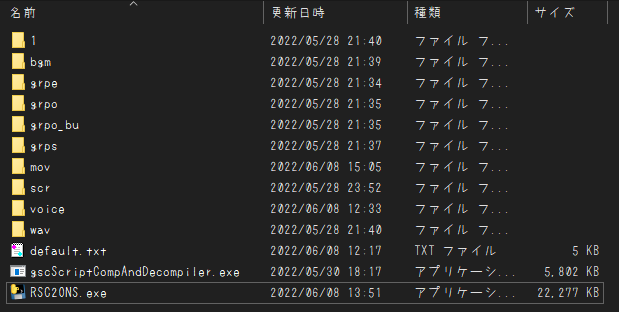 名前 更新日時 種類 サイズ
1 2022/05/28 21:40 ファイル フ...
bgm 2022/05/28 21:39 ファイル フ...
grpe 2022/05/28 21:34 ファイル フ...
grpo 2022/05/28 21:35 ファイル フ...
grpo_bu 2022/05/28 21:35 ファイル フ...
grps 2022/05/28 21:37 ファイル フ...
mov 2022/06/08 15:05 ファイル フ...
scr 2022/05/28 23:52 ファイル フ...
voice 2022/06/08 12:33 ファイル フ...
wav 2022/05/28 21:40 ファイル フ...
default.txt 2022/06/08 12:17 TXT ファイル 5 KB
gscScriptCompAndDecompiler.exe 2022/05/30 18:17 アプリケーシ... 5,802 KB
RSC2ONS.exe 2022/06/08 13:51 アプリケーシ... 22,277 KB